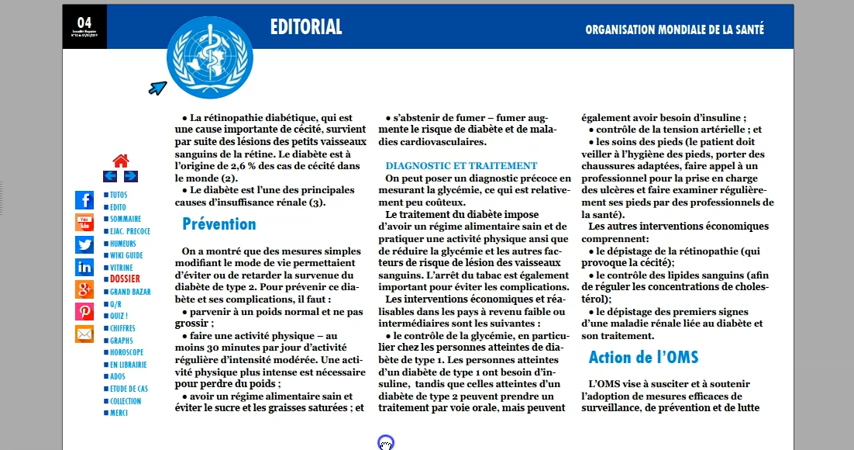 04
EDITORIAL
ORGANISATION MONDIALE DE LA SANTÉ
TUTOS
EDITO
SOMMAIRE
EJAC. PRECOCE
HUMEURS
WIKI GUIDE
VITRINE
DOSSIER
GRAND BAZAR
Q/R
QUIZ !
CHIFFRES
GRAPHS
HOROSCOPE
EN LIBRAIRIE
ADOS
ETUDE DE CAS
COLLECTION
MERCI
● La rétinopathie diabétique, qui est
une cause importante de cécité, survient
par suite des lésions des petits vaisseaux
sanguins de la rétine. Le diabète est à
l'origine de 2,6 % des cas de cécité dans
le monde (2).
● Le diabète est l'une des principales
causes d'insuffisance rénale (3).
Prévention
On a montré que des mesures simples
modifiant le mode de vie permettaient
d'éviter ou de retarder la survenue du
diabète de type 2. Pour prévenir ce dia-
bète et ses complications, il faut :
● parvenir à un poids normal et ne pas
grossir ;
● faire une activité physique – au
moins 30 minutes par jour d'activité
régulière d'intensité modérée. Une acti-
vité physique plus intense est nécessaire
pour perdre du poids ;
● avoir un régime alimentaire sain et
éviter le sucre et les graisses saturées ; et
● s'abstenir de fumer – fumer aug-
mente le risque de diabète et de mala-
dies cardiovasculaires.
DIAGNOSTIC ET TRAITEMENT
On peut poser un diagnostic précoce en
mesurant la glycémie, ce qui est relative-
ment peu coûteux.
Le traitement du diabète impose
d'avoir un régime alimentaire sain et de
pratiquer une activité physique ainsi que
de réduire la glycémie et les autres fac-
teurs de risque de lésion des vaisseaux
sanguins. L'arrêt du tabac est également
important pour éviter les complications.
Les interventions économiques et réa-
lisables dans les pays à revenu faible ou
intermédiaires sont les suivantes :
● le contrôle de la glycémie, en particu-
lier chez les personnes atteintes de dia-
bète de type 1. Les personnes atteintes
d'un diabète de type 1 ont besoin d'in-
suline, tandis que celles atteintes d'un
diabète de type 2 peuvent prendre un
traitement par voie orale, mais peuvent
également avoir besoin d'insuline ;
● contrôle de la tension artérielle ; et
● les soins des pieds (le patient doit
veiller à l'hygiène des pieds, porter des
chaussures adaptées, faire appel à un
professionnel pour la prise en charge
des ulcères et faire examiner régulière-
ment ses pieds par des professionnels de
la santé).
Les autres interventions économiques
comprennent:
● le dépistage de la rétinopathie (qui
provoque la cécité);
● le contrôle des lipides sanguins (afin
de réguler les concentrations de choles-
térol);
● le dépistage des premiers signes
d'une maladie rénale liée au diabète et
son traitement.
Action de l'OMS
L'OMS vise à susciter et à soutenir
l'adoption de mesures efficaces de
surveillance, de prévention et de lutte